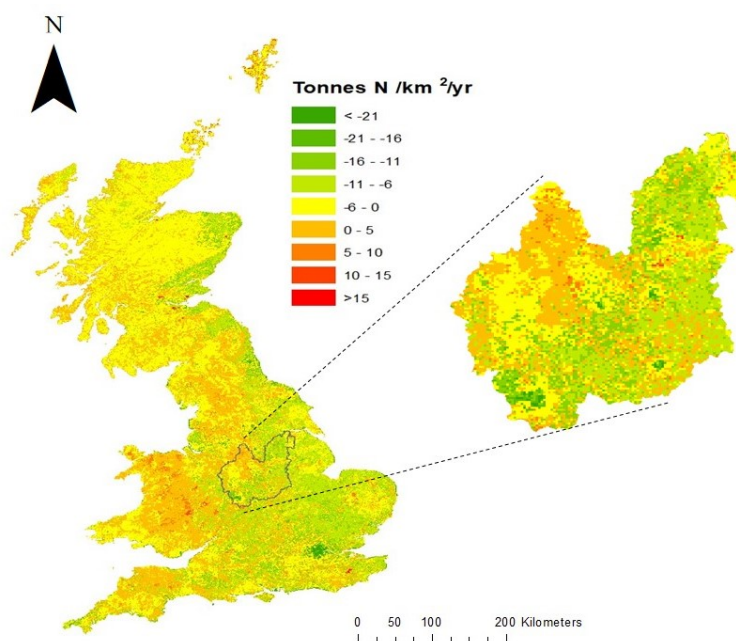 N
Tonnes N /km ²/yr
< -21
-21 - -16
-16 - -11
-11 - -6
-6 - 0
0 - 5
5 - 10
10 - 15
>15
0 50 100 200 Kilometers